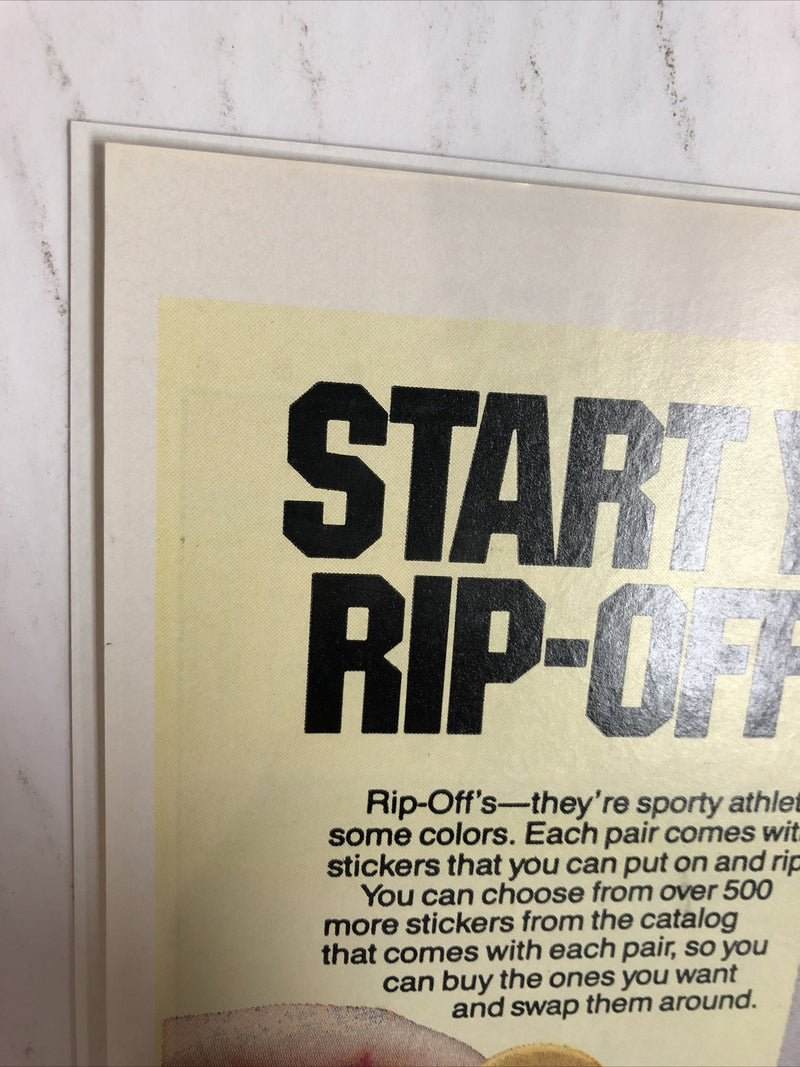 START
RIP-OFF
Rip-Off's—they're sporty
some colors. Each pair comes
stickers that you can put on and rip
You can choose from over 500
more stickers from the catalog
that comes with each pair, so you
can buy the ones you want
and swap them around.